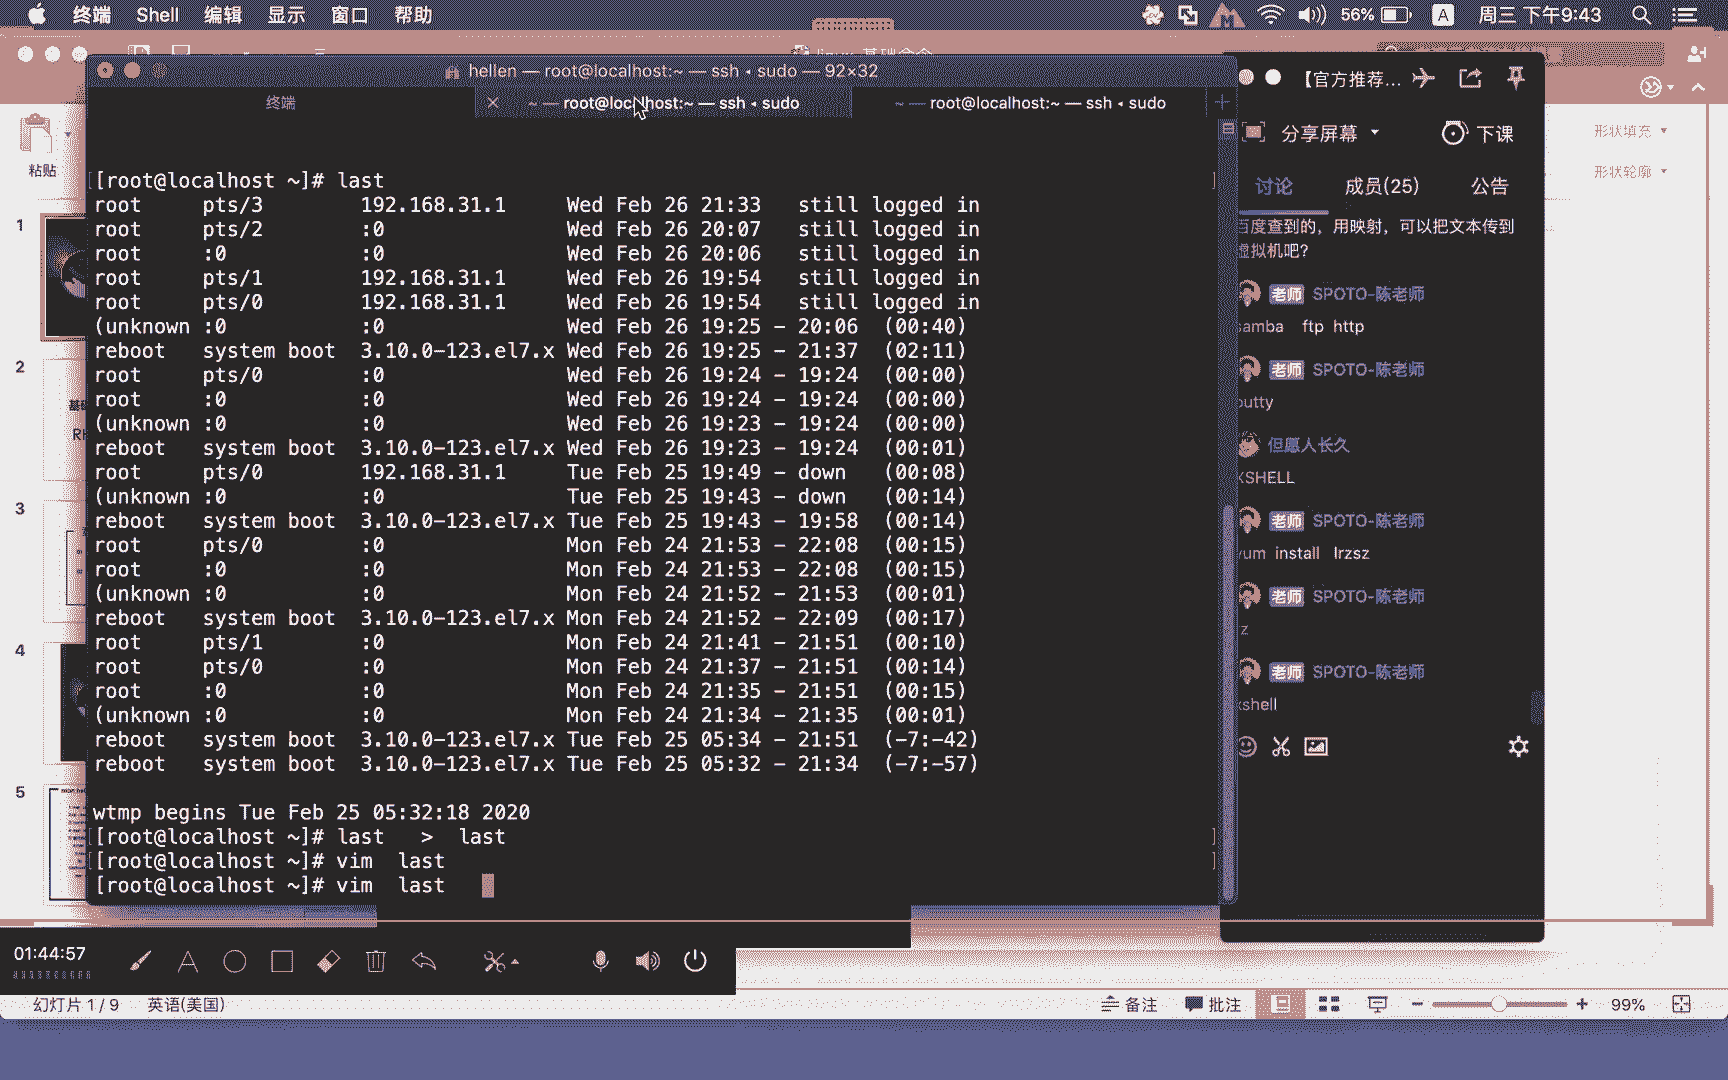 终端 Shell 编辑 显示 窗口 帮助 56% A 周三 下午9:43
hellen — root@localhost:~ — ssh ◂ sudo — 92×32
终端
~ — root@localhost:~ — ssh ◂ sudo
~ — root@localhost:~ — ssh ◂ sudo
粘贴
1
2
3
4
5
[root@localhost ~]# last
root     pts/3        192.168.31.1     Wed Feb 26 21:33   still logged in
root     pts/2        :0               Wed Feb 26 20:07   still logged in
root     :0           :0               Wed Feb 26 20:06   still logged in
root     pts/1        192.168.31.1     Wed Feb 26 19:54   still logged in
root     pts/0        192.168.31.1     Wed Feb 26 19:54   still logged in
(unknown :0           :0               Wed Feb 26 19:25 - 20:06  (00:40)
reboot   system boot  3.10.0-123.el7.x Wed Feb 26 19:25 - 21:37  (02:11)
root     pts/0        :0               Wed Feb 26 19:24 - 19:24  (00:00)
root     :0           :0               Wed Feb 26 19:24 - 19:24  (00:00)
(unknown :0           :0               Wed Feb 26 19:23 - 19:24  (00:00)
reboot   system boot  3.10.0-123.el7.x Wed Feb 26 19:23 - 19:24  (00:01)
root     pts/0        192.168.31.1     Tue Feb 25 19:49 - down   (00:08)
(unknown :0           :0               Tue Feb 25 19:43 - down   (00:14)
reboot   system boot  3.10.0-123.el7.x Tue Feb 25 19:43 - 19:58  (00:14)
root     pts/0        :0               Mon Feb 24 21:53 - 22:08  (00:15)
root     :0           :0               Mon Feb 24 21:53 - 22:08  (00:15)
(unknown :0           :0               Mon Feb 24 21:52 - 21:53  (00:01)
reboot   system boot  3.10.0-123.el7.x Mon Feb 24 21:52 - 22:09  (00:17)
root     pts/1        :0               Mon Feb 24 21:41 - 21:51  (00:10)
root     pts/0        :0               Mon Feb 24 21:37 - 21:51  (00:14)
root     :0           :0               Mon Feb 24 21:35 - 21:51  (00:15)
(unknown :0           :0               Mon Feb 24 21:34 - 21:35  (00:01)
reboot   system boot  3.10.0-123.el7.x Tue Feb 25 05:34 - 21:51  (-7:-42)
reboot   system boot  3.10.0-123.el7.x Tue Feb 25 05:32 - 21:34  (-7:-57)
wtmp begins Tue Feb 25 05:32:18 2020
[root@localhost ~]# last   >  last
[root@localhost ~]# vim  last
[root@localhost ~]# vim  last
【官方推荐...
分享屏幕 下课
讨论 成员(25) 公告
百度查到的，用映射，可以把文本传到
虚拟机吧?
老师 SPOTO-陈老师
samba ftp http
老师 SPOTO-陈老师
putty
但愿人长久
XSHELL
老师 SPOTO-陈老师
yum install lrzsz
老师 SPOTO-陈老师
老师 SPOTO-陈老师
xshell
形状填充
形状轮廓
01:44:57
幻灯片 1 / 9 英语(美国)
备注 批注 99%